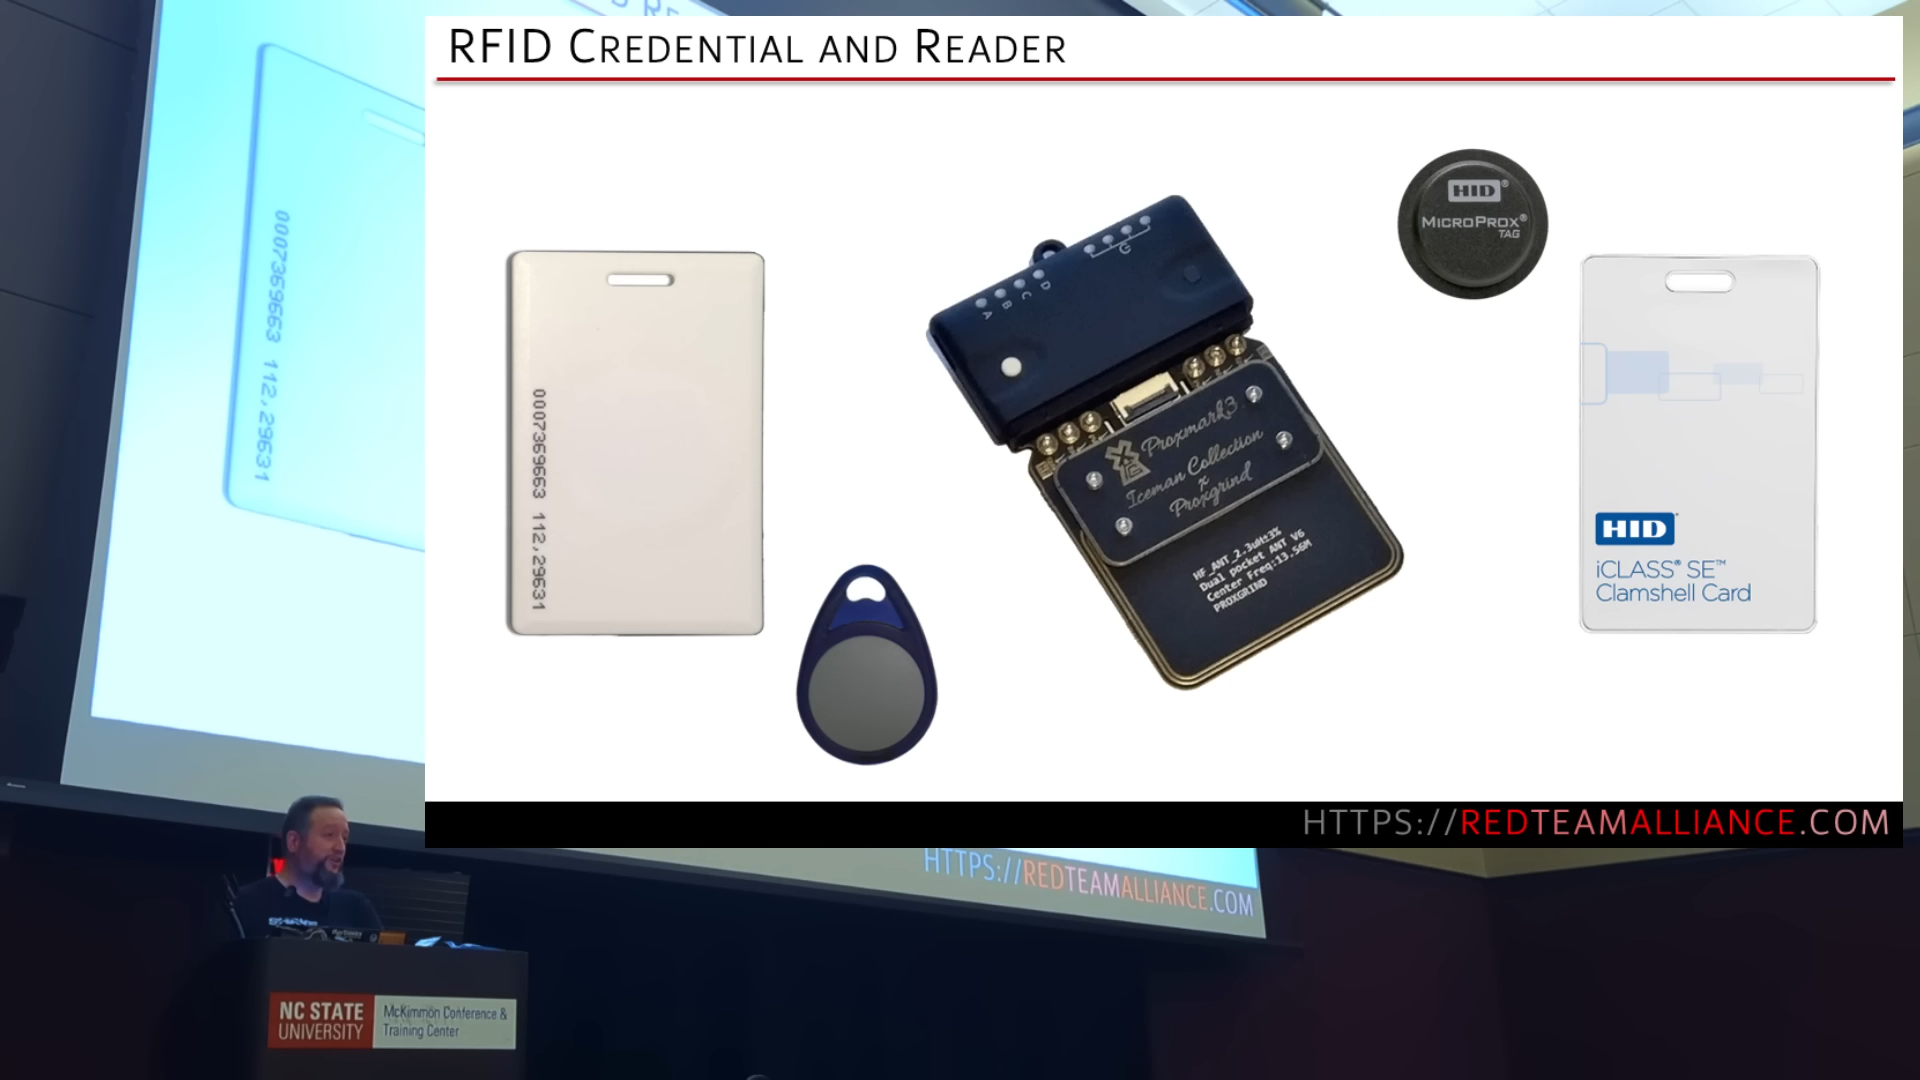 RFID CREDENTIAL AND READER
0007369663 112,29631
0007369663 112,29631
A B C D
Proxmark3
Iceman Collection
x
Proxgrind
HF_ANT_2.3uH±3%
Dual pocket ANT V6
Center Freq:13.56M
PROXGRIND
HID®
MICROPROX®
TAG
HID®
iCLASS® SE™
Clamshell Card
HTTPS://REDTEAMALLIANCE.COM
HTTPS://REDTEAMALLIANCE.COM
NC STATE
UNIVERSITY
McKimmon Conference &
Training Center